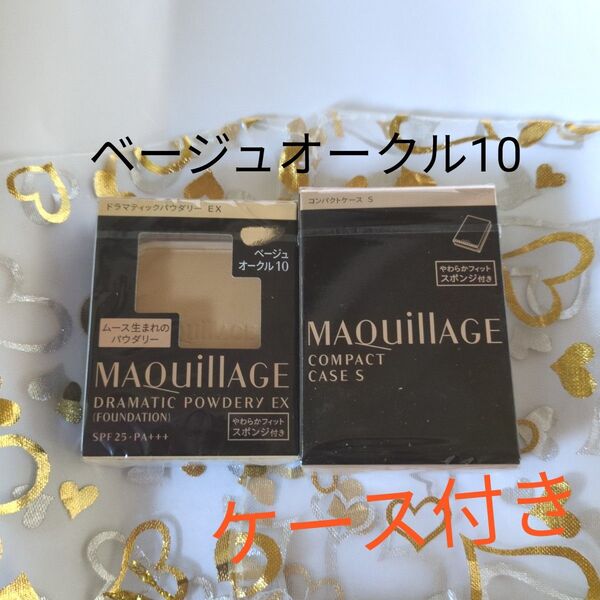 ベージュオークル10
ドラマティックパウダリー EX
ベージュ
オークル10
ムース生まれの
パウダリー
MAQUillAGE
DRAMATIC POWDERY EX
(FOUNDATION)
SPF25・PA+++
やわらかフィット
スポンジ付き
コンパクトケース S
やわらかフィット
スポンジ付き
MAQUillAGE
COMPACT
CASE S
ケース付き